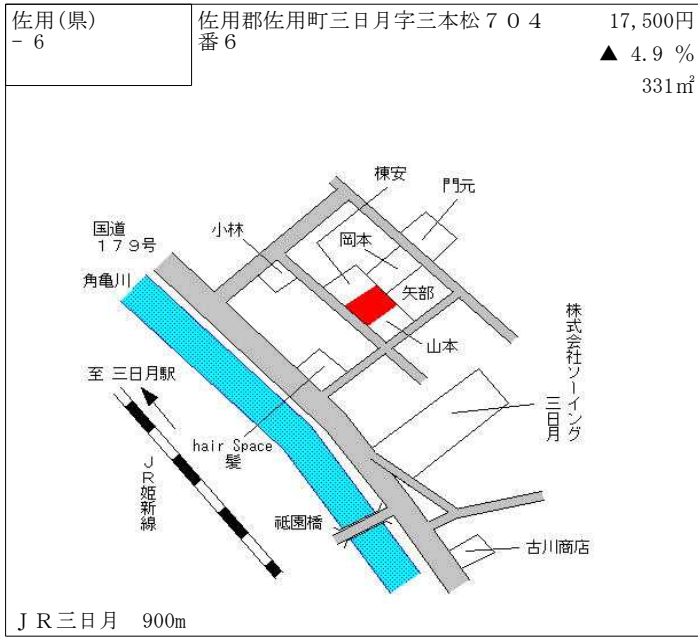 佐用(県)
－6
佐用郡佐用町三日月字三本松７０４
番６
17,500円
▲ 4.9 %
331㎡
棟安
門元
国道
１７９号
小林
岡本
角亀川
矢部
山本
株式会社ソーイング
三日月
至 三日月駅
hair Space
髪
ＪＲ姫新線
祗園橋
古川商店
ＪＲ三日月　900m